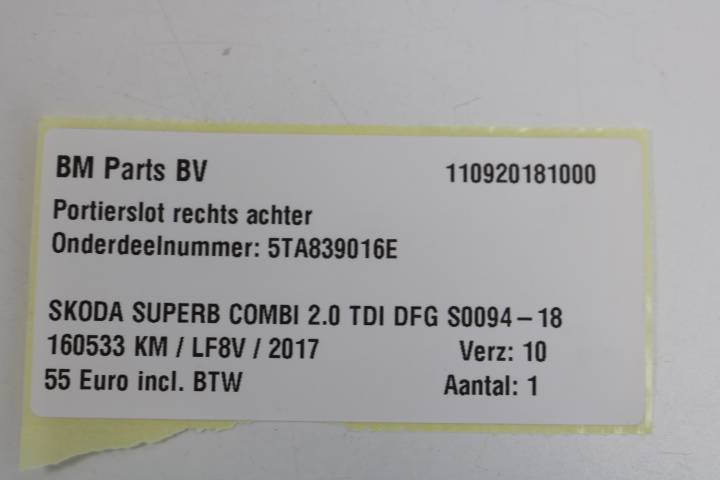 BM Parts BV 110920181000
Portierslot rechts achter
Onderdeelnummer: 5TA839016E
SKODA SUPERB COMBI 2.0 TDI DFG S0094-18
160533 KM / LF8V / 2017 Verz: 10
55 Euro incl. BTW Aantal: 1